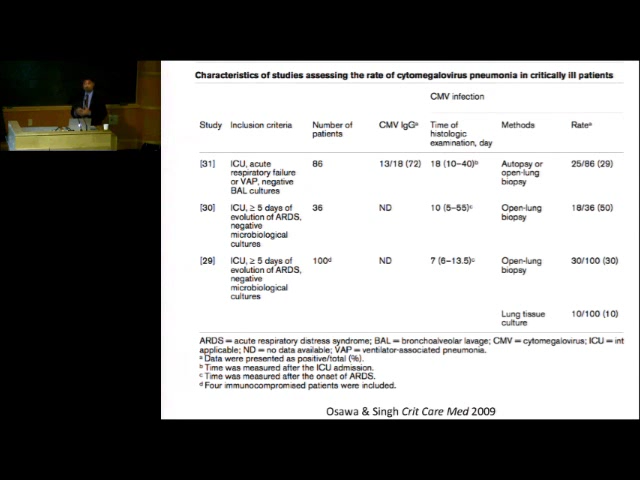 Characteristics of studies assessing the rate of cytomegalovirus pneumonia in critically ill patients
CMV infection
Study Inclusion criteria Number of patients CMV IgGᵃ Time of histologic examination, day Methods Rateᵃ
[31] ICU, acute respiratory failure or VAP, negative BAL cultures 86 13/18 (72) 18 (10–40)ᵇ Autopsy or open-lung biopsy 25/86 (29)
[30] ICU, ≥ 5 days of evolution of ARDS, negative microbiological cultures 36 ND 10 (5–55)ᶜ Open-lung biopsy 18/36 (50)
[29] ICU, ≥ 5 days of evolution of ARDS, negative microbiological cultures 100ᵈ ND 7 (6–13.5)ᶜ Open-lung biopsy 30/100 (30)
Lung tissue culture 10/100 (10)
ARDS = acute respiratory distress syndrome; BAL = bronchoalveolar lavage; CMV = cytomegalovirus; ICU = int
applicable; ND = no data available; VAP = ventilator-associated pneumonia.
ᵃ Data were presented as positive/total (%).
ᵇ Time was measured after the ICU admission.
ᶜ Time was measured after the onset of ARDS.
ᵈ Four immunocompromised patients were included.
Osawa & Singh Crit Care Med 2009